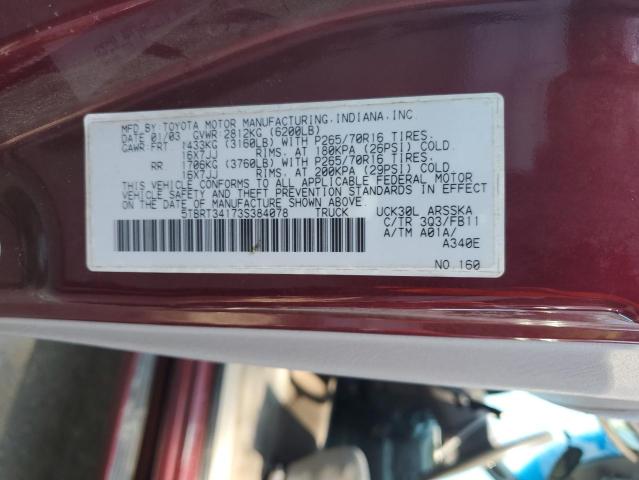 MFD.BY:TOYOTA MOTOR MANUFACTURING,INDIANA,INC.
DATE 01/03 GVWR:2812KG (6200LB)
GAWR:FRT 1433KG (3160LB) WITH P265/70R16 TIRES.
16X7JJ RIMS. AT 180KPA (26PSI) COLD.
RR 1706KG (3760LB) WITH P265/70R16 TIRES.
16X7JJ RIMS. AT 200KPA (29PSI) COLD.
THIS VEHICLE CONFORMS TO ALL APPLICABLE FEDERAL MOTOR
VEHICLE SAFETY AND THEFT PREVENTION STANDARDS IN EFFECT
ON THE DATE OF MANUFACTURE SHOWN ABOVE.
5TBRT34173S384078 TRUCK UCK30L ARSSKA
C/TR 3Q3/FB11
A/TM A01A/
A340E
NO.160